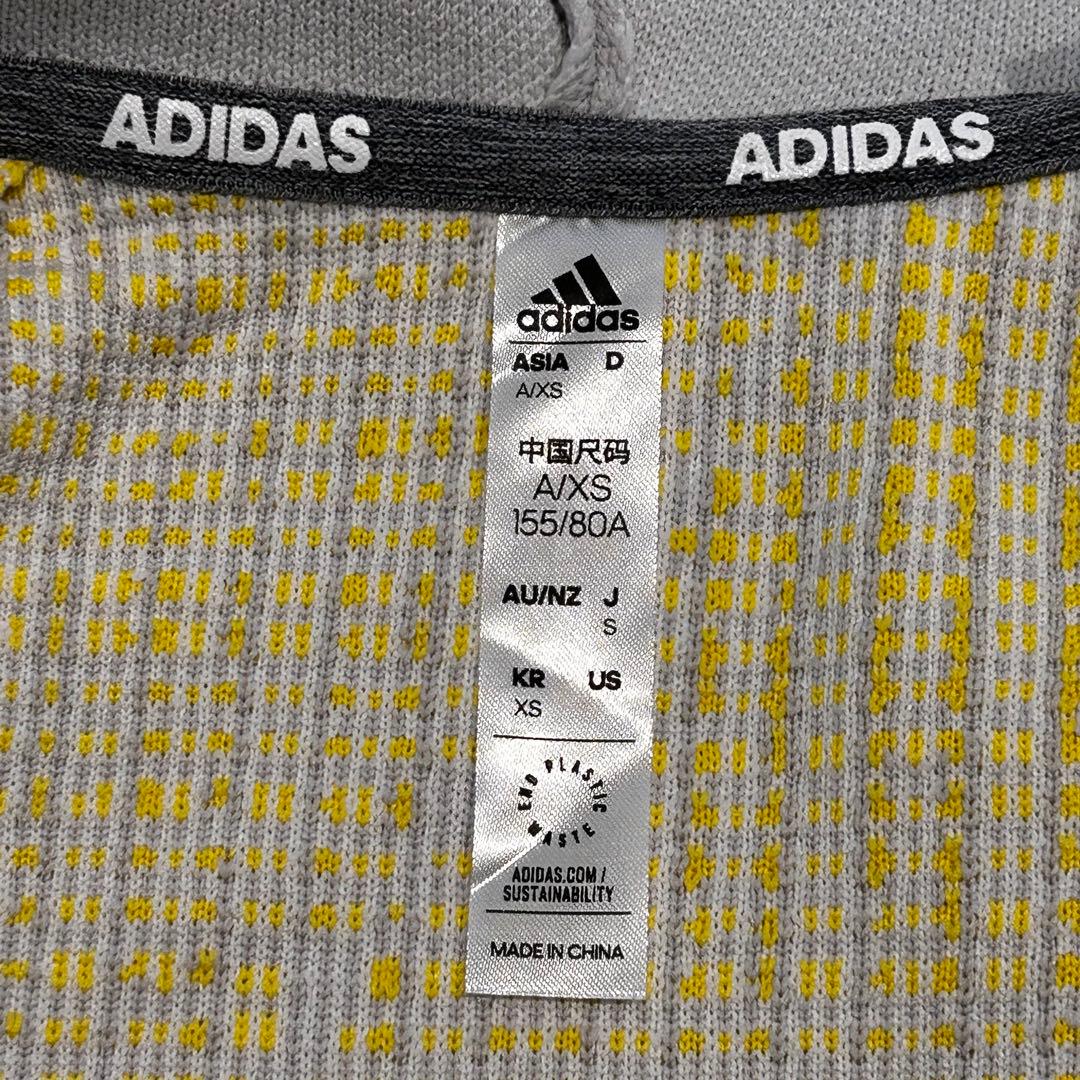 ADIDAS ADIDAS
adidas
ASIA D
A/XS
中国尺码
A/XS
155/80A
AU/NZ J
S
KR US
XS
END PLASTIC WASTE
ADIDAS.COM/
SUSTAINABILITY
MADE IN CHINA